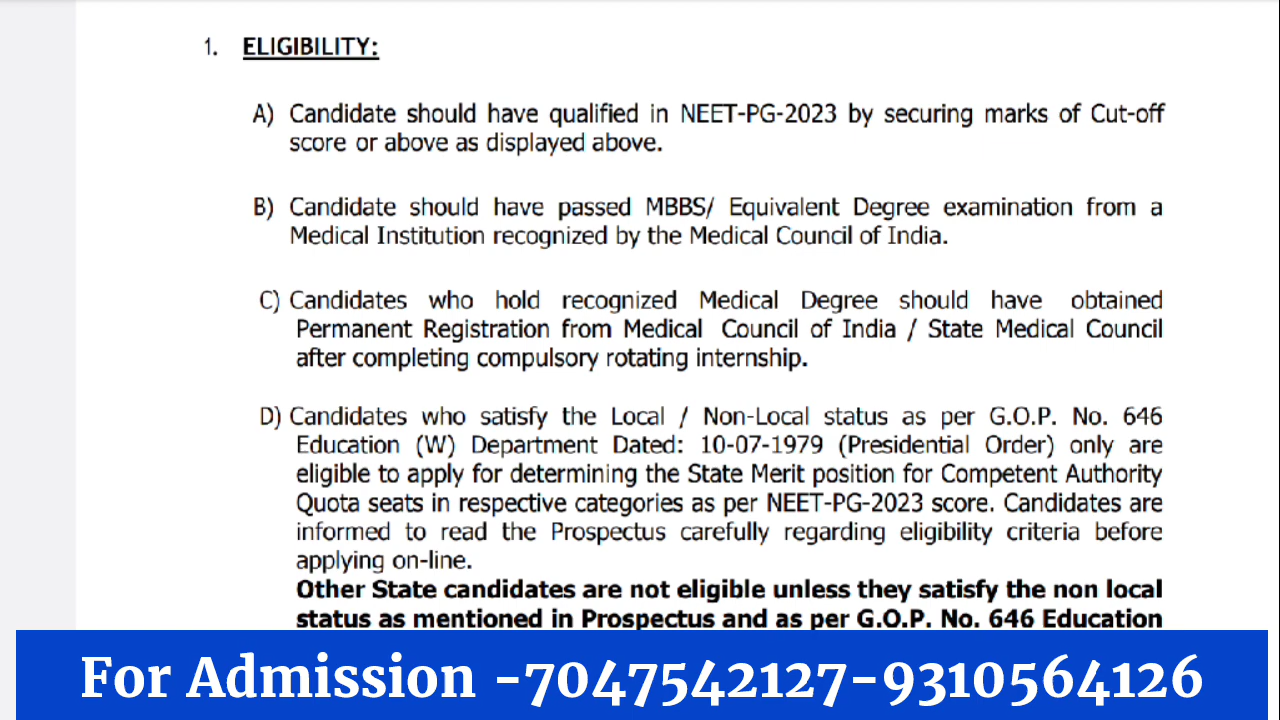 1. ELIGIBILITY:
A) Candidate should have qualified in NEET-PG-2023 by securing marks of Cut-off
score or above as displayed above.
B) Candidate should have passed MBBS/ Equivalent Degree examination from a
Medical Institution recognized by the Medical Council of India.
C) Candidates who hold recognized Medical Degree should have obtained
Permanent Registration from Medical Council of India / State Medical Council
after completing compulsory rotating internship.
D) Candidates who satisfy the Local / Non-Local status as per G.O.P. No. 646
Education (W) Department Dated: 10-07-1979 (Presidential Order) only are
eligible to apply for determining the State Merit position for Competent Authority
Quota seats in respective categories as per NEET-PG-2023 score. Candidates are
informed to read the Prospectus carefully regarding eligibility criteria before
applying on-line.
Other State candidates are not eligible unless they satisfy the non local
status as mentioned in Prospectus and as per G.O.P. No. 646 Education
For Admission -7047542127-9310564126